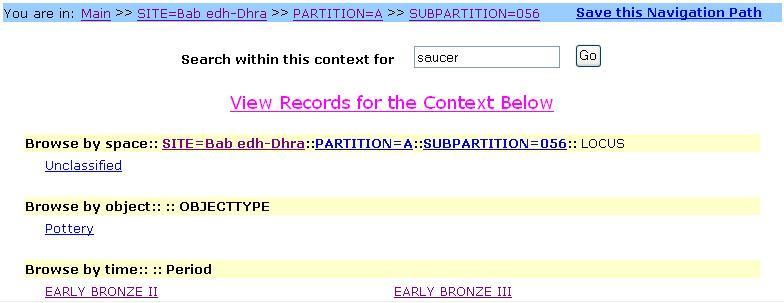 You are in: Main >> SITE=Bab edh-Dhra >> PARTITION=A >> SUBPARTITION=056 Save this Navigation Path
Search within this context for saucer Go
View Records for the Context Below
Browse by space:: SITE=Bab edh-Dhra::PARTITION=A::SUBPARTITION=056:: LOCUS
Unclassified
Browse by object:: :: OBJECTTYPE
Pottery
Browse by time:: :: Period
EARLY BRONZE II EARLY BRONZE III